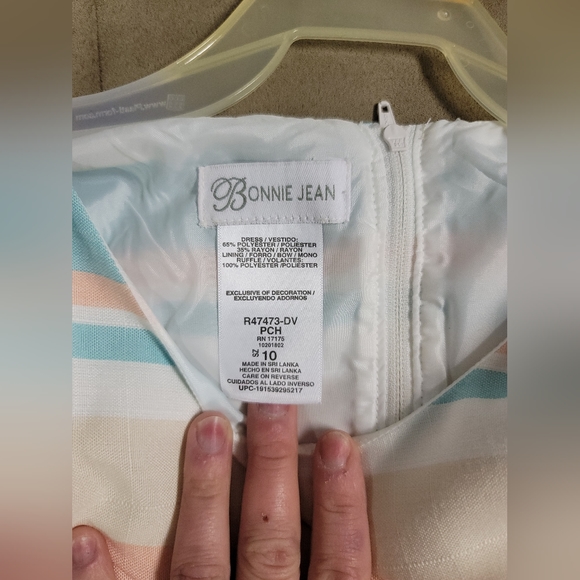 BONNIE JEAN
DRESS / VESTIDO:
65% POLYESTER / POLIESTER
35% RAYON / RAYON
LINING / FORRO / BOW / MONO
RUFFLE / VOLANTES:
100% POLYESTER /POLIESTER
EXCLUSIVE OF DECORATION /
EXCLUYENDO ADORNOS
R47473-DV
PCH
RN 17175
10201802
SZ 10
MADE IN SRI LANKA
HECHO EN SRI LANKA
CARE ON REVERSE
CUIDADOS AL LADO INVERSO
UPC-191539295217